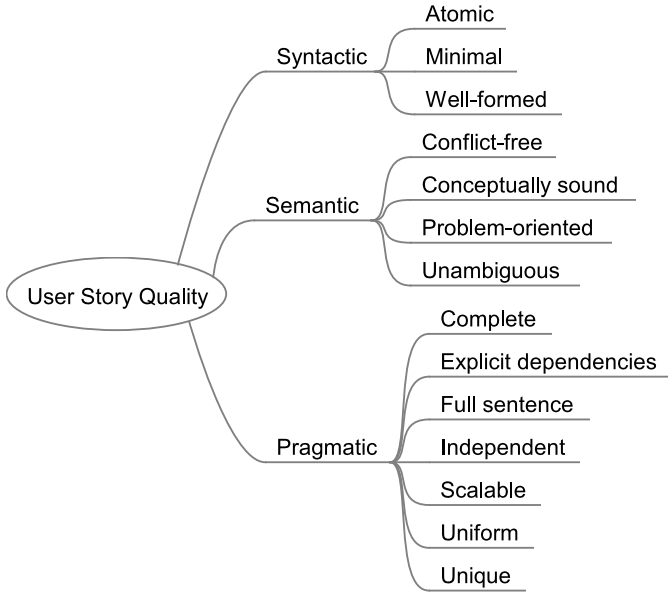 User Story Quality
Syntactic
Atomic
Minimal
Well-formed
Semantic
Conflict-free
Conceptually sound
Problem-oriented
Unambiguous
Pragmatic
Complete
Explicit dependencies
Full sentence
Independent
Scalable
Uniform
Unique